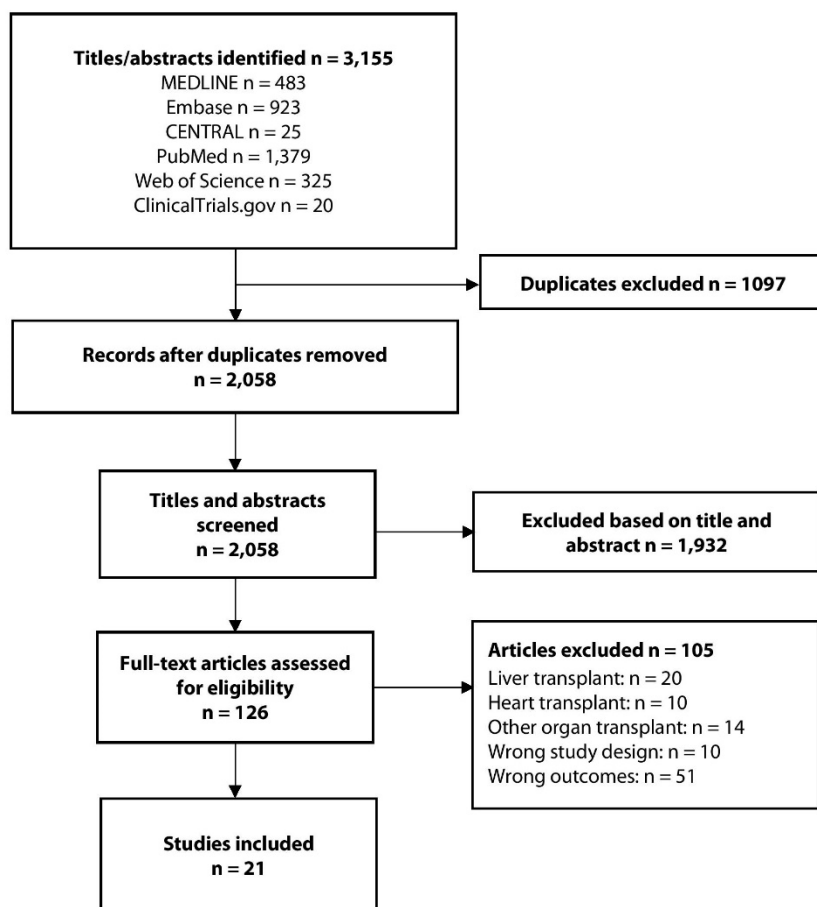 Titles/abstracts identified n = 3,155
MEDLINE n = 483
Embase n = 923
CENTRAL n = 25
PubMed n = 1,379
Web of Science n = 325
ClinicalTrials.gov n = 20
Duplicates excluded n = 1097
Records after duplicates removed
n = 2,058
Titles and abstracts
screened
n = 2,058
Excluded based on title and
abstract n = 1,932
Full-text articles assessed
for eligibility
n = 126
Articles excluded n = 105
Liver transplant: n = 20
Heart transplant: n = 10
Other organ transplant: n = 14
Wrong study design: n = 10
Wrong outcomes: n = 51
Studies included
n = 21